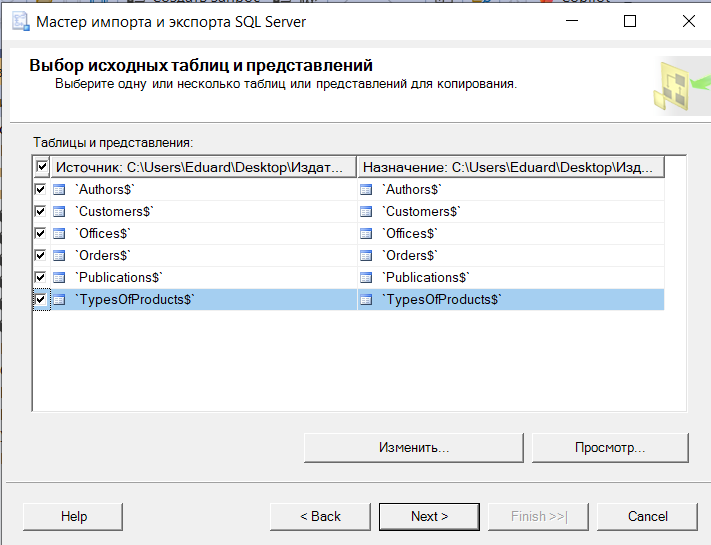 Мастер импорта и экспорта SQL Server
Выбор исходных таблиц и представлений
Выберите одну или несколько таблиц или представлений для копирования.
Таблицы и представления:
Источник: C:\Users\Eduard\Desktop\Издат... Назначение: C:\Users\Eduard\Desktop\Изд...
`Authors$` `Authors$`
`Customers$` `Customers$`
`Offices$` `Offices$`
`Orders$` `Orders$`
`Publications$` `Publications$`
`TypesOfProducts$` `TypesOfProducts$`
Изменить... Просмотр...
Help < Back Next > Finish >>| Cancel